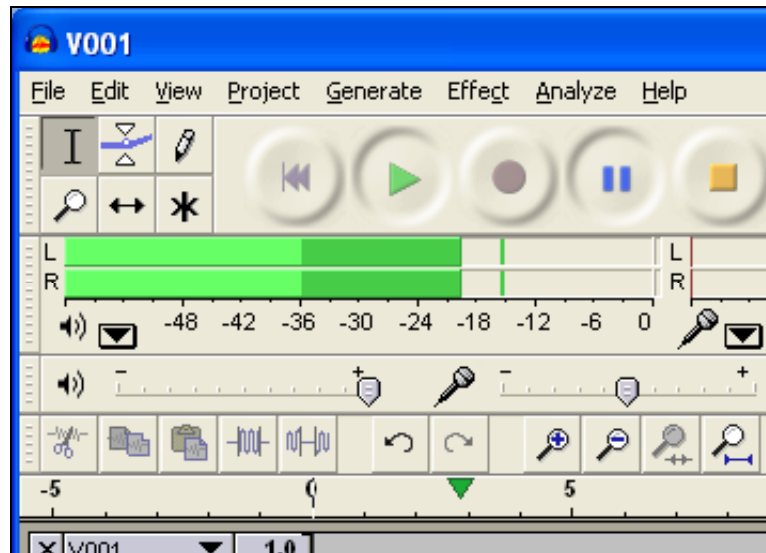 V001
File Edit View Project Generate Effect Analyze Help
L L
R R
-48 -42 -36 -30 -24 -18 -12 -6 0
- + - +
-5 0 5
X V001 1.0